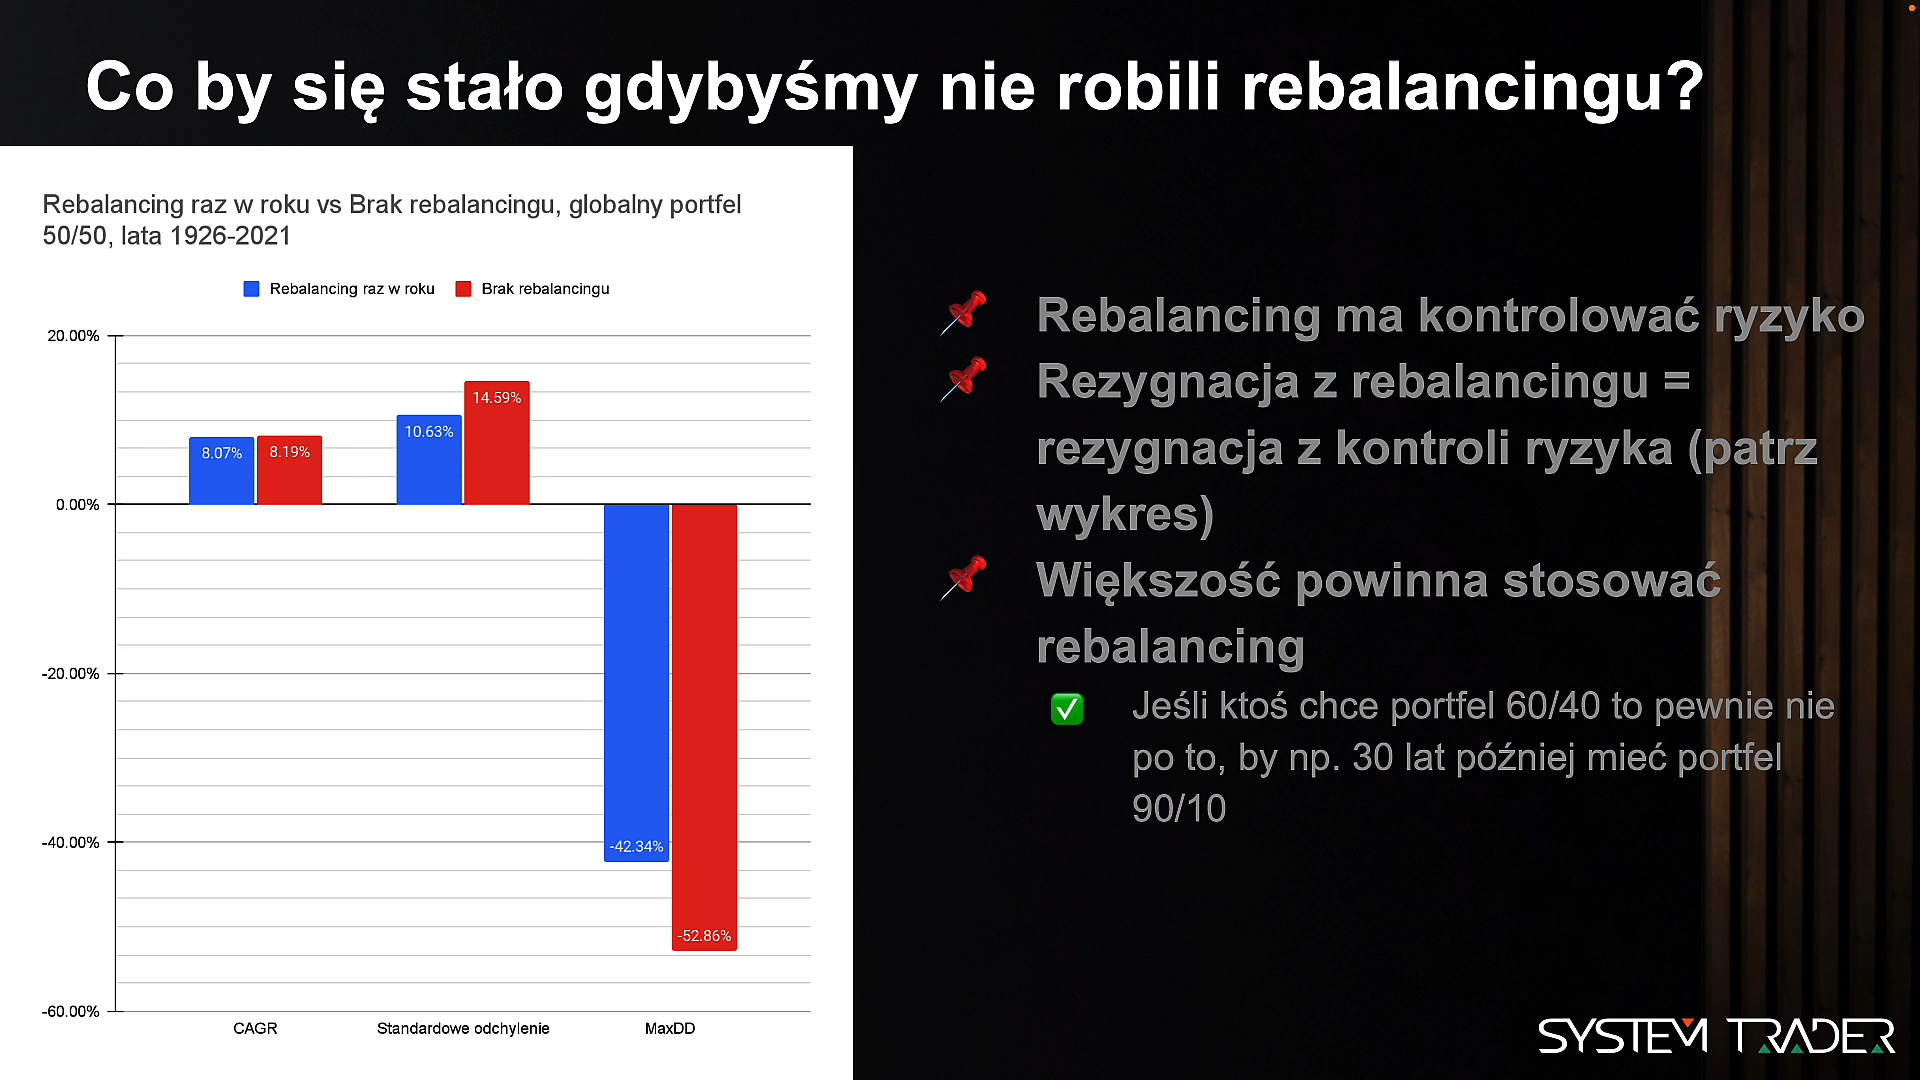 Co by się stało gdybyśmy nie robili rebalancingu?
Rebalancing raz w roku vs Brak rebalancingu, globalny portfel
50/50, lata 1926-2021
Rebalancing raz w roku
Brak rebalancingu
20.00%
0.00%
-20.00%
-40.00%
-60.00%
8.07%
8.19%
10.63%
14.59%
-42.34%
-52.86%
CAGR
Standardowe odchylenie
MaxDD
Rebalancing ma kontrolować ryzyko
Rezygnacja z rebalancingu =
rezygnacja z kontroli ryzyka (patrz
wykres)
Większość powinna stosować
rebalancing
Jeśli ktoś chce portfel 60/40 to pewnie nie
po to, by np. 30 lat później mieć portfel
90/10
SYSTEM TRADER